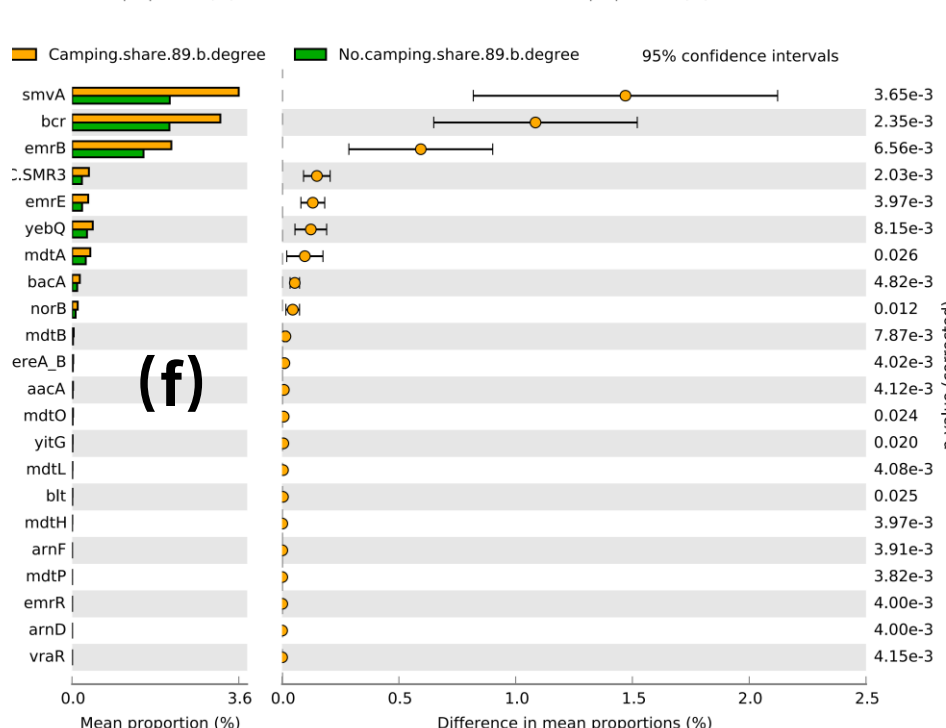 Camping.share.89.b.degree No.camping.share.89.b.degree 95% confidence intervals
smvA 3.65e-3
bcr 2.35e-3
emrB 6.56e-3
C.SMR3 2.03e-3
emrE 3.97e-3
yebQ 8.15e-3
mdtA 0.026
bacA 4.82e-3
norB 0.012
mdtB 7.87e-3
ereA_B 4.02e-3
(f)
aacA 4.12e-3
mdtO 0.024
yitG 0.020
mdtL 4.08e-3
blt 0.025
mdtH 3.97e-3
arnF 3.91e-3
mdtP 3.82e-3
emrR 4.00e-3
arnD 4.00e-3
vraR 4.15e-3
0.0 3.6 0.0 0.5 1.0 1.5 2.0 2.5
Mean proportion (%) Difference in mean proportions (%)